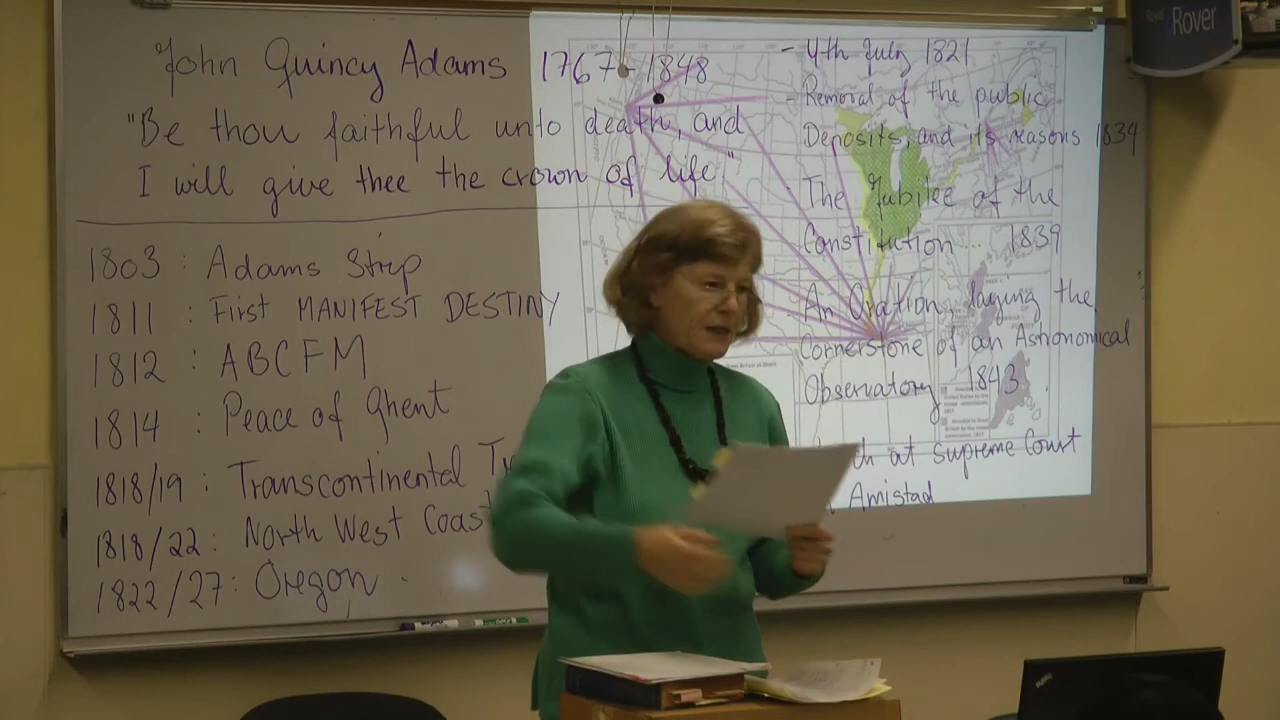 John Quincy Adams 1767-1848
"Be thou faithful unto death, and
I will give thee the crown of life."
1803 : Adams Strip
1811 : First MANIFEST DESTINY
1812 : ABCFM
1814 : Peace of Ghent
1818/19 : Transcontinental
1818/22 : North West Coast
1822/27 : Oregon
- 4th July 1821
- Removal of the public
Deposits, and its reasons 1834
- The Jubilee of the
Constitution ... 1839
An Oration, laying the
Cornerstone of an Astronomical
Observatory 1843
at Supreme Court
Amistad
Royal Rover